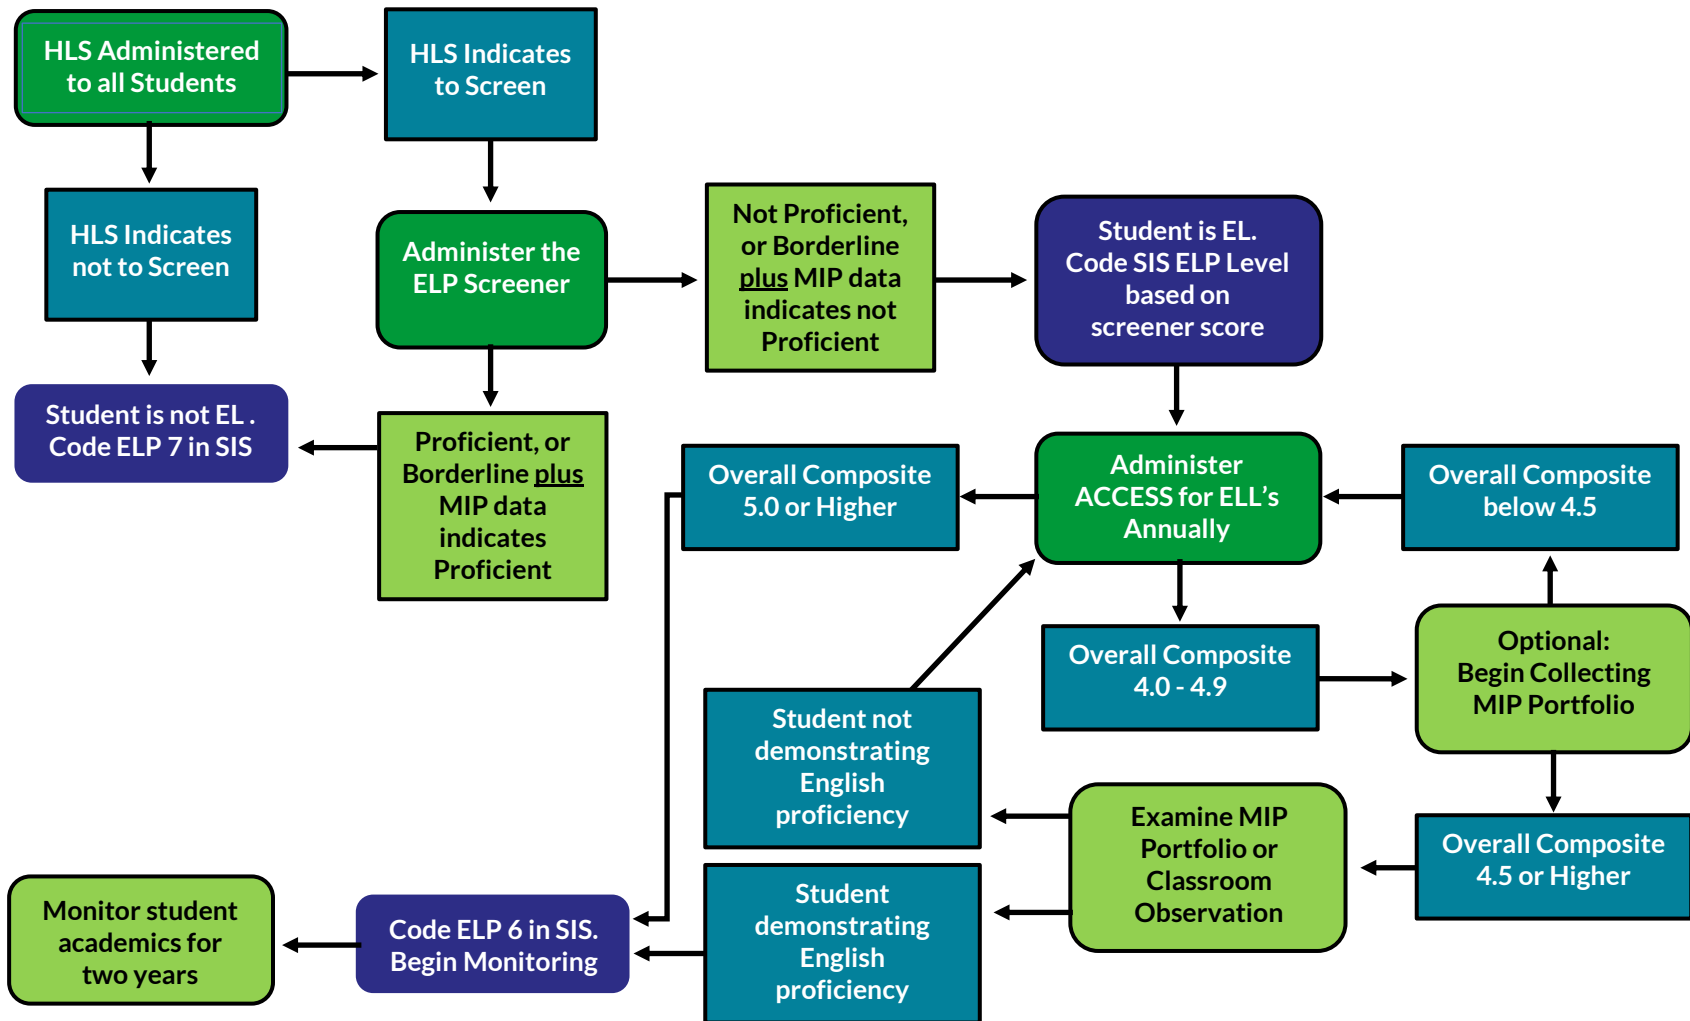 HLS Administered
to all Students
HLS Indicates
to Screen
HLS Indicates
not to Screen
Administer the
ELP Screener
Not Proficient,
or Borderline
plus MIP data
indicates not
Proficient
Student is EL.
Code SIS ELP Level
based on
screener score
Student is not EL .
Code ELP 7 in SIS
Proficient, or
Borderline plus
MIP data
indicates
Proficient
Overall Composite
5.0 or Higher
Administer
ACCESS for ELL’s
Annually
Overall Composite
below 4.5
Overall Composite
4.0 - 4.9
Optional:
Begin Collecting
MIP Portfolio
Student not
demonstrating
English
proficiency
Examine MIP
Portfolio or
Classroom
Observation
Overall Composite
4.5 or Higher
Monitor student
academics for
two years
Code ELP 6 in SIS.
Begin Monitoring
Student
demonstrating
English
proficiency